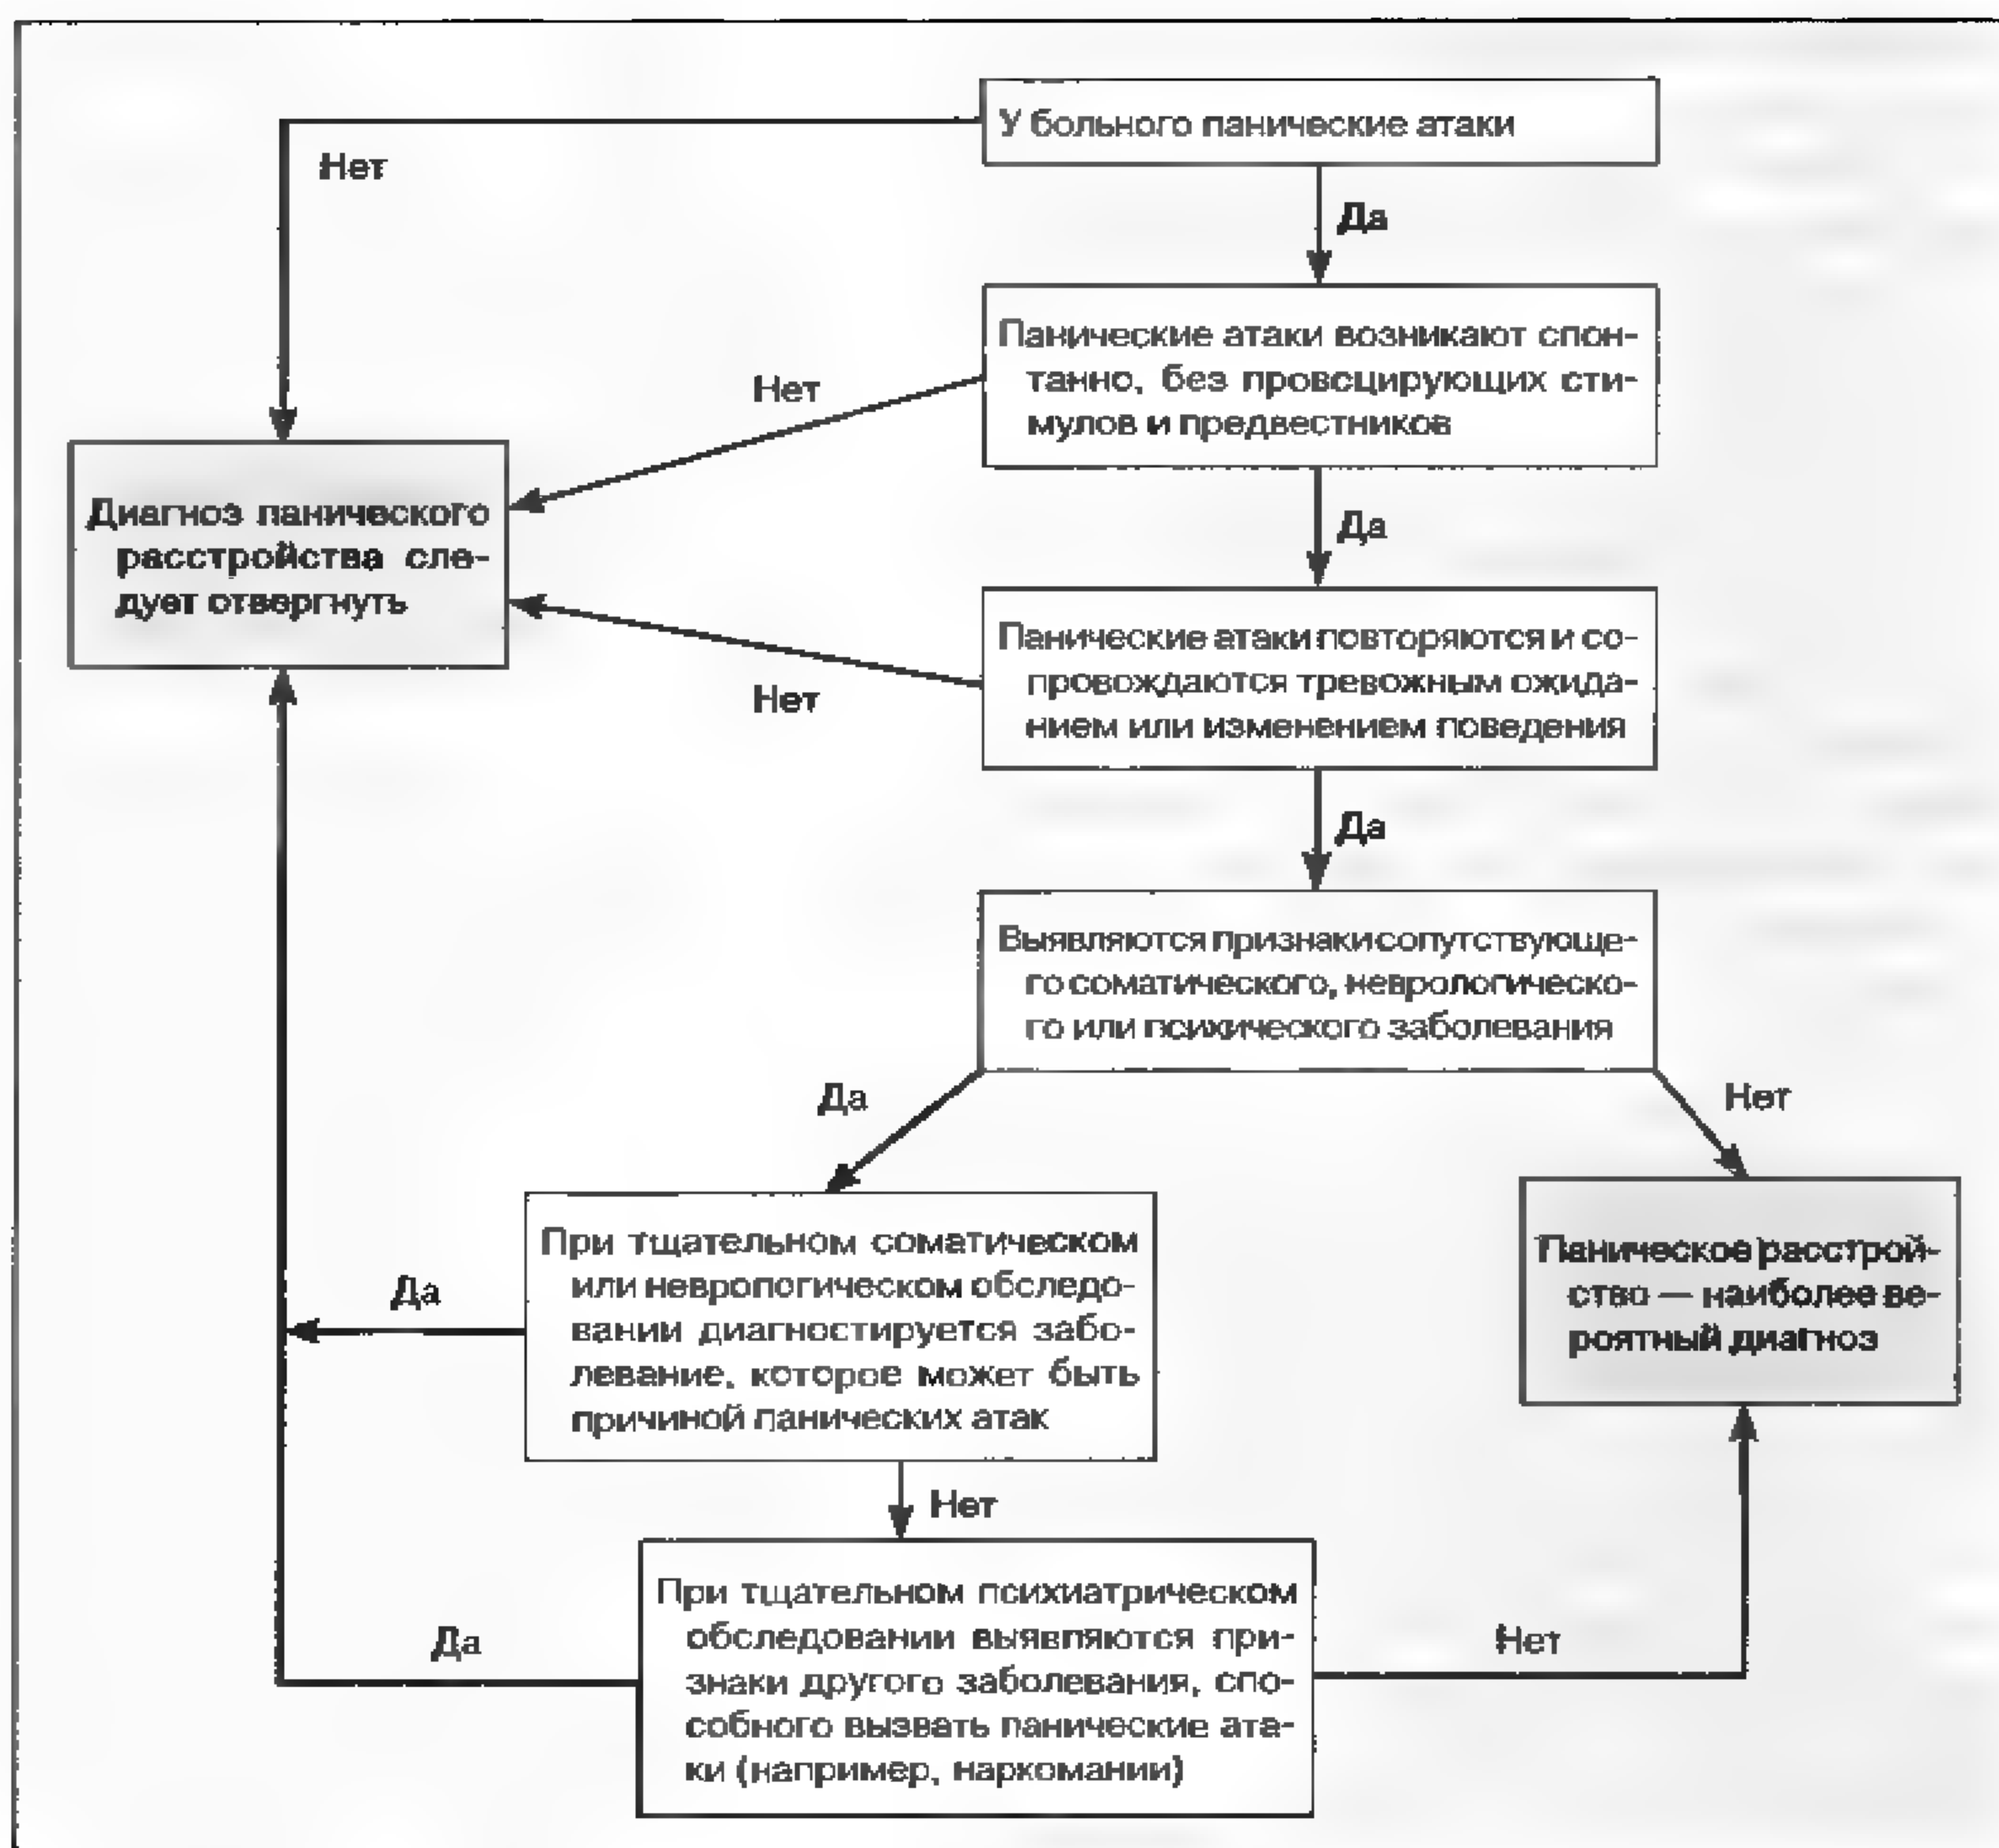 У больного панические атаки
Нет
Да
Панические атаки возникают спон-
танно, без провоцирующих сти-
мулов и предвестников
Нет
Диагноз панического
расстройства сле-
дует отвергнуть
Да
Панические атаки повторяются и со-
провождаются тревожным ожида-
нием или изменением поведения
Нет
Да
Выявляются признаки сопутствующе-
го соматического, неврологическо-
го или психического заболевания
Да
Нет
При тщательном соматическом
или неврологическом обследо-
вании диагностируется забо-
левание, которое может быть
причиной панических атак
Да
Паническое расстрой-
ство — наиболее ве-
роятный диагноз
Нет
При тщательном психиатрическом
обследовании выявляются при-
знаки другого заболевания, спо-
собного вызвать панические ата-
ки (например, наркомании)
Да
Нет